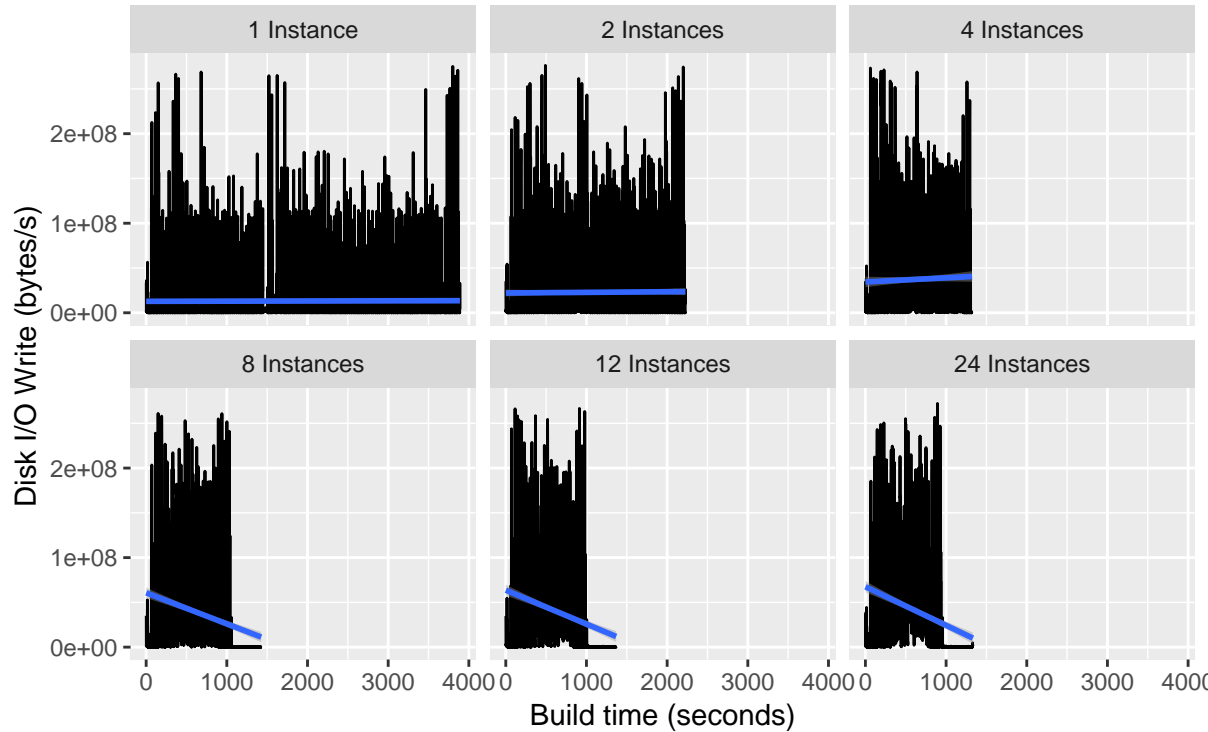 1 Instance
2 Instances
4 Instances
2e+08
1e+08
0e+00
8 Instances
12 Instances
24 Instances
2e+08
1e+08
0e+00
0 1000 2000 3000 4000 0 1000 2000 3000 4000 0 1000 2000 3000 4000
Build time (seconds)
Disk I/O Write (bytes/s)